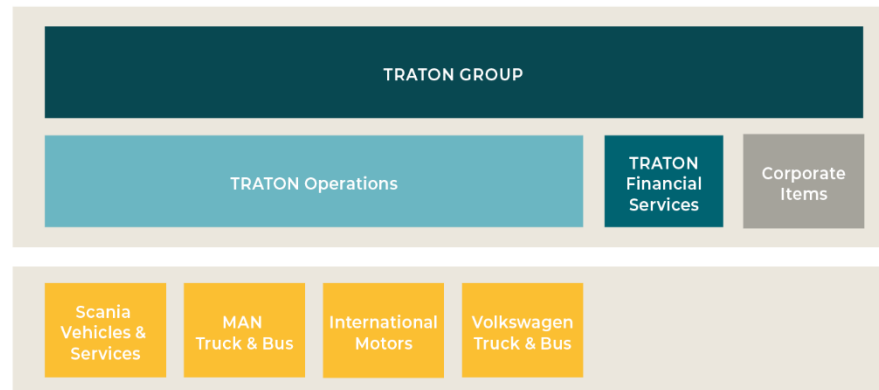 TRATON GROUP
TRATON Operations
TRATON
Financial
Services
Corporate
Items
Scania
Vehicles &
Services
MAN
Truck & Bus
International
Motors
Volkswagen
Truck & Bus